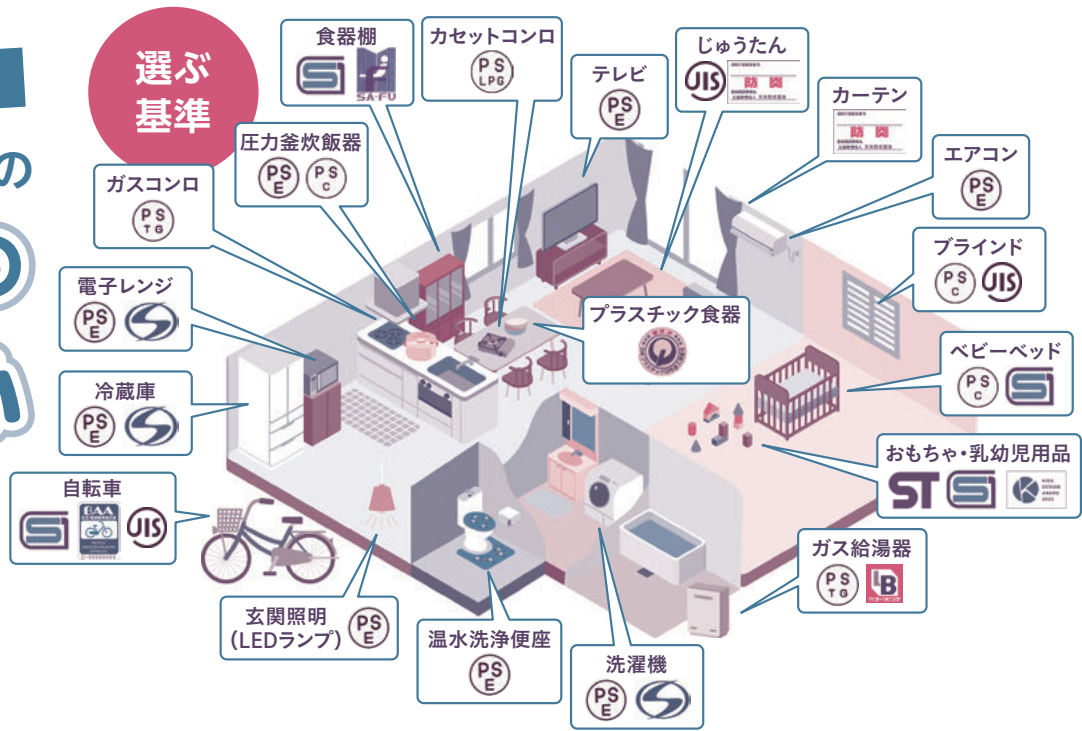 選ぶ
基準
の
食器棚
S
SA-FU
カセットコンロ
PS
LPG
テレビ
PS
E
じゅうたん
JIS
防炎
カーテン
防炎
圧力釜炊飯器
PS
E
PS
C
エアコン
PS
E
ガスコンロ
PS
TG
ブラインド
PS
C
JIS
電子レンジ
PS
E
プラスチック食器
ベビーベッド
PS
C
冷蔵庫
PS
E
おもちゃ・乳幼児用品
ST
KIDS
DESIGN
AWARD
自転車
BAA
JIS
ガス給湯器
PS
TG
LB
玄関照明
(LEDランプ)
PS
E
温水洗浄便座
PS
E
洗濯機
PS
E